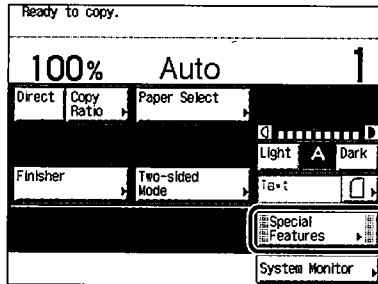 Ready to copy.
100% Auto 1
Direct Copy Ratio Paper Select
Light A Dark
Finisher Two-sided Mode Text
Special Features
System Monitor